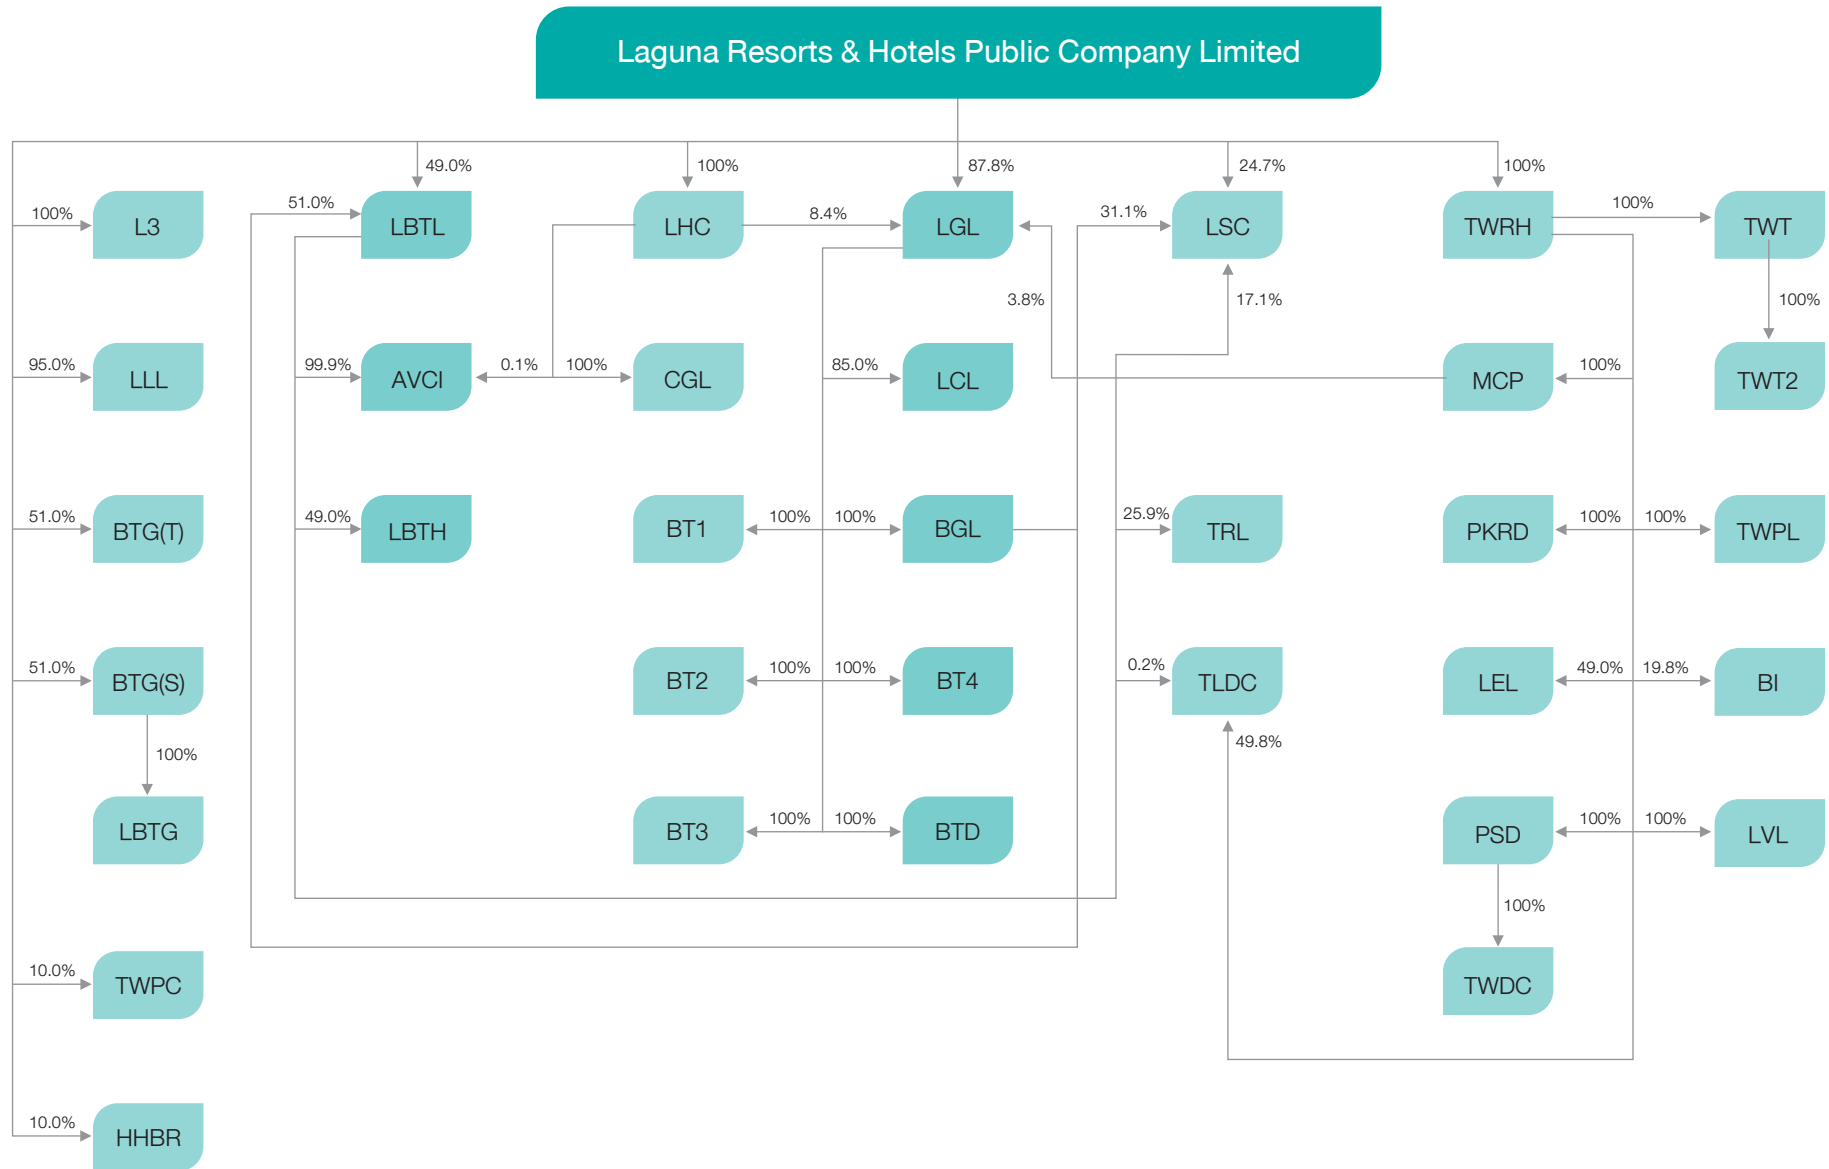 Laguna Resorts & Hotels Public Company Limited
49.0%
100%
87.8%
24.7%
100%
100%
L3
51.0%
LBTL
LHC
8.4%
LGL
31.1%
LSC
TWRH
100%
TWT
3.8%
17.1%
100%
95.0%
LLL
99.9%
AVCI
0.1%
100%
CGL
85.0%
LCL
MCP
100%
TWT2
51.0%
BTG(T)
49.0%
LBTH
BT1
100%
100%
BGL
25.9%
TRL
PKRD
100%
100%
TWPL
51.0%
BTG(S)
BT2
100%
100%
BT4
0.2%
TLDC
LEL
49.0%
19.8%
BI
100%
49.8%
LBTG
BT3
100%
100%
BTD
PSD
100%
100%
LVL
100%
10.0%
TWPC
TWDC
10.0%
HHBR